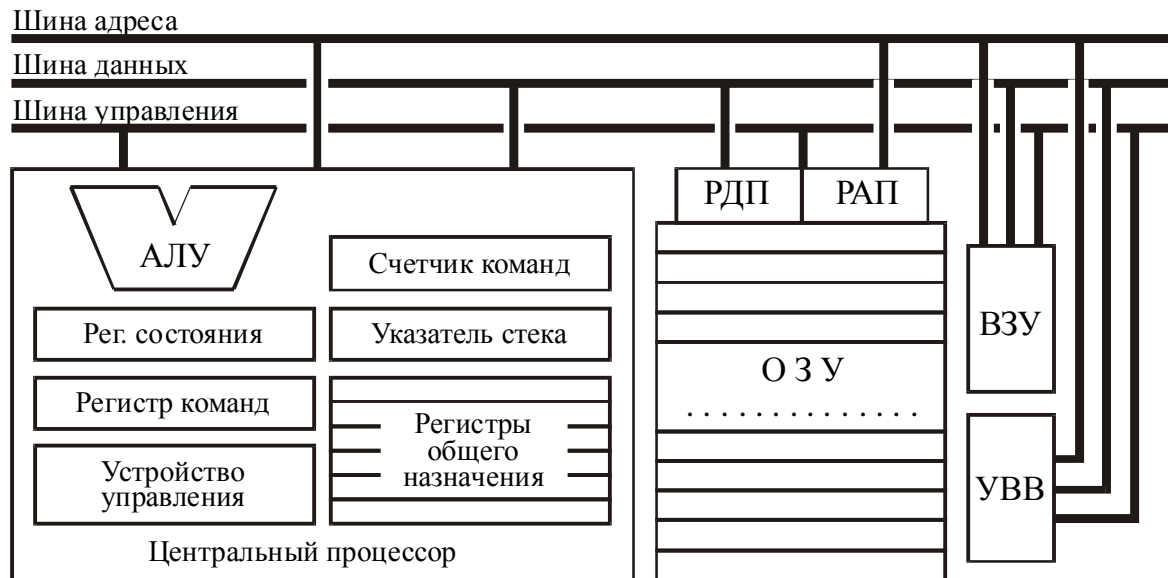 Шина адреса
Шина данных
Шина управления
АЛУ
Счетчик команд
Рег. состояния
Указатель стека
Регистр команд
Регистры
общего
назначения
Устройство
управления
Центральный процессор
РДП
РАП
О З У
. . . . . . . . . . . . . .
ВЗУ
УВВ